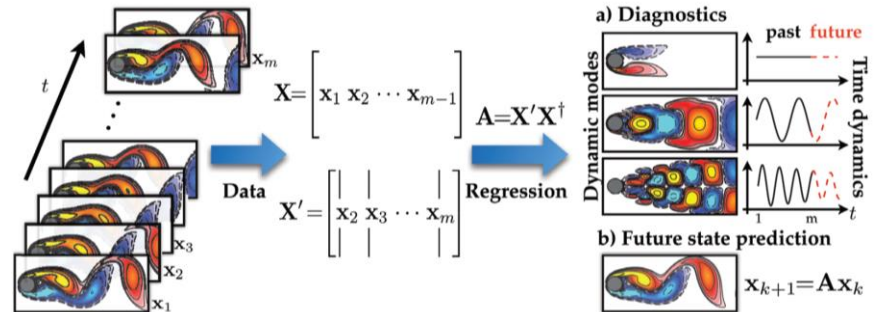 t
x_m
x_3
x_2
x_1
Data
X= [ x_1 x_2 ⋯ x_{m−1} ]
X′= [ x_2 x_3 ⋯ x_m ]
A=X′X†
Regression
a) Diagnostics
Dynamic modes
past future
Time dynamics
1 m t
b) Future state prediction
x_{k+1}=Ax_k